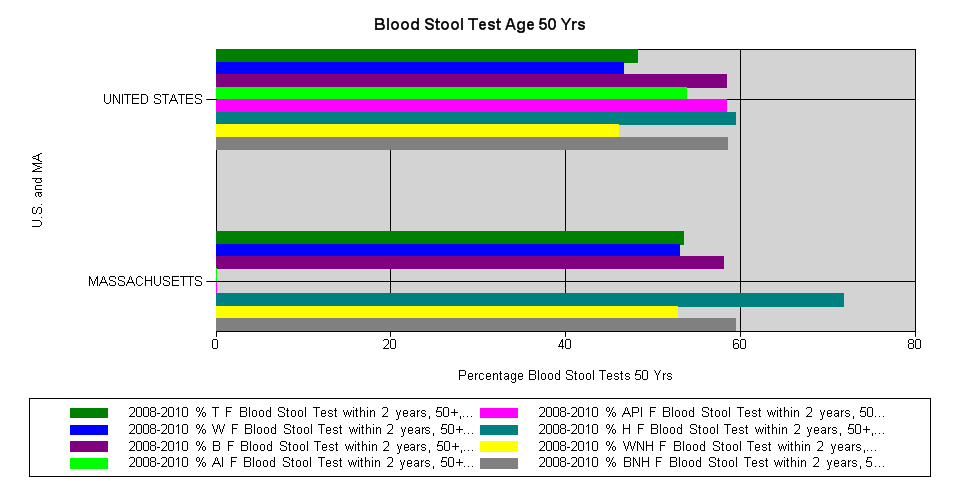 Blood Stool Test Age 50 Yrs
UNITED STATES
U.S. and MA
MASSACHUSETTS
0 20 40 60 80
Percentage Blood Stool Tests 50 Yrs
2008-2010 % T F Blood Stool Test within 2 years, 50+,...
2008-2010 % W F Blood Stool Test within 2 years, 50+...
2008-2010 % B F Blood Stool Test within 2 years, 50+,...
2008-2010 % AI F Blood Stool Test within 2 years, 50+...
2008-2010 % API F Blood Stool Test within 2 years, 50...
2008-2010 % H F Blood Stool Test within 2 years, 50+,...
2008-2010 % WNH F Blood Stool Test within 2 years,...
2008-2010 % BNH F Blood Stool Test within 2 years, 5...